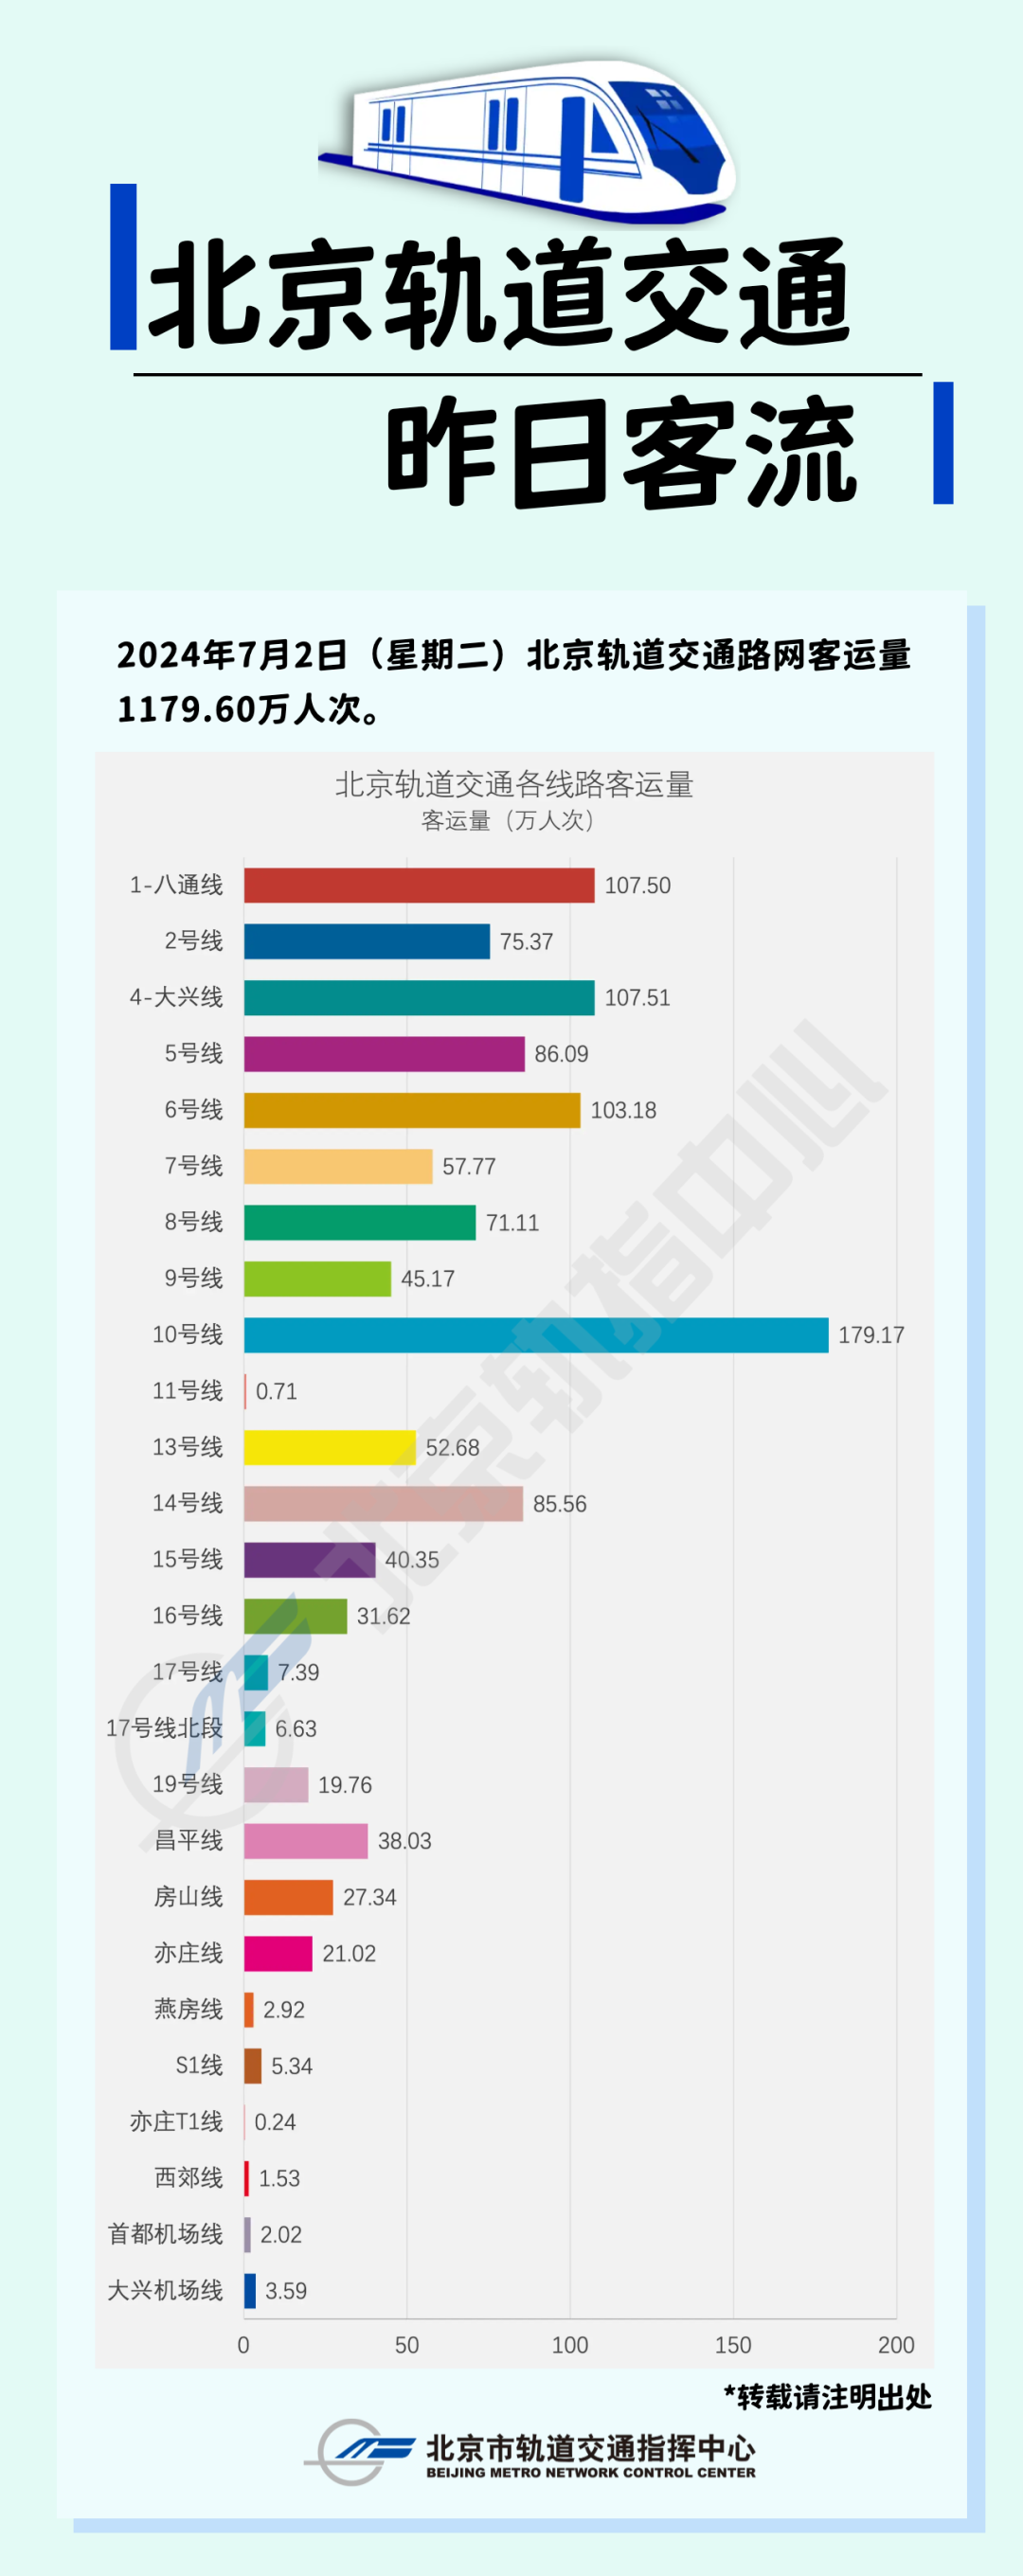 北京轨道交通
昨日客流
2024年7月2日（星期二）北京轨道交通路网客运量
1179.60万人次。
北京轨道交通各线路客运量
客运量（万人次）
1-八通线 107.50
2号线 75.37
4-大兴线 107.51
5号线 86.09
6号线 103.18
7号线 57.77
8号线 71.11
9号线 45.17
10号线 179.17
11号线 0.71
13号线 52.68
14号线 85.56
15号线 40.35
16号线 31.62
17号线 7.39
17号线北段 6.63
19号线 19.76
昌平线 38.03
房山线 27.34
亦庄线 21.02
燕房线 2.92
S1线 5.34
亦庄T1线 0.24
西郊线 1.53
首都机场线 2.02
大兴机场线 3.59
0 50 100 150 200
北京轨指中心
*转载请注明出处
北京市轨道交通指挥中心
BEIJING METRO NETWORK CONTROL CENTER